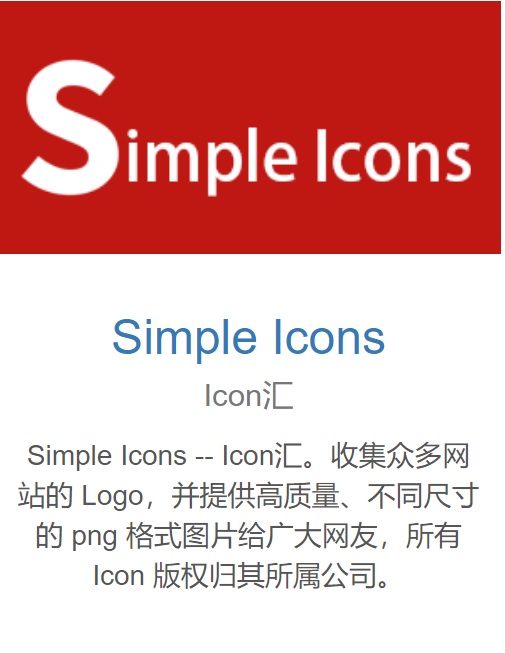 Simple Icons
Simple Icons
Icon汇
Simple Icons -- Icon汇。收集众多网
站的 Logo，并提供高质量、不同尺寸
的 png 格式图片给广大网友，所有
Icon 版权归其所属公司。